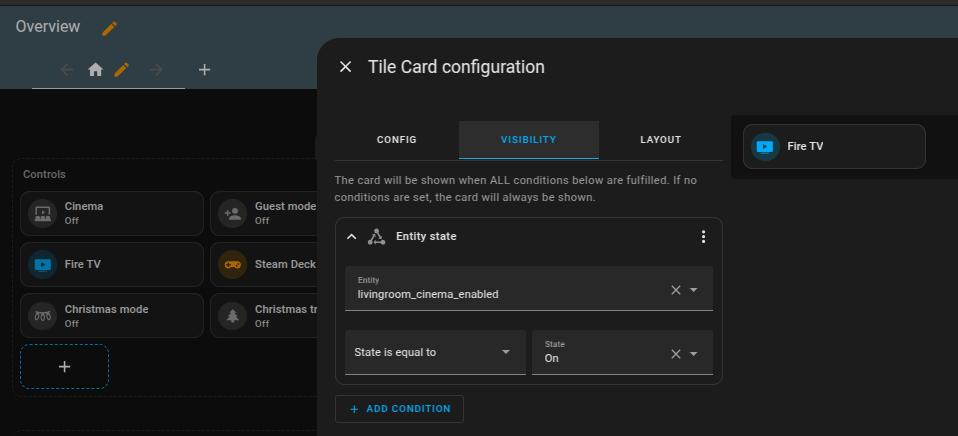 Overview
Tile Card configuration
CONFIG
VISIBILITY
LAYOUT
Fire TV
The card will be shown when ALL conditions below are fulfilled. If no
conditions are set, the card will always be shown.
Controls
Cinema
Off
Guest mode
Off
Fire TV
Steam Deck
Christmas mode
Off
Christmas tr
Off
Entity state
Entity
livingroom_cinema_enabled
State is equal to
State
On
+ ADD CONDITION